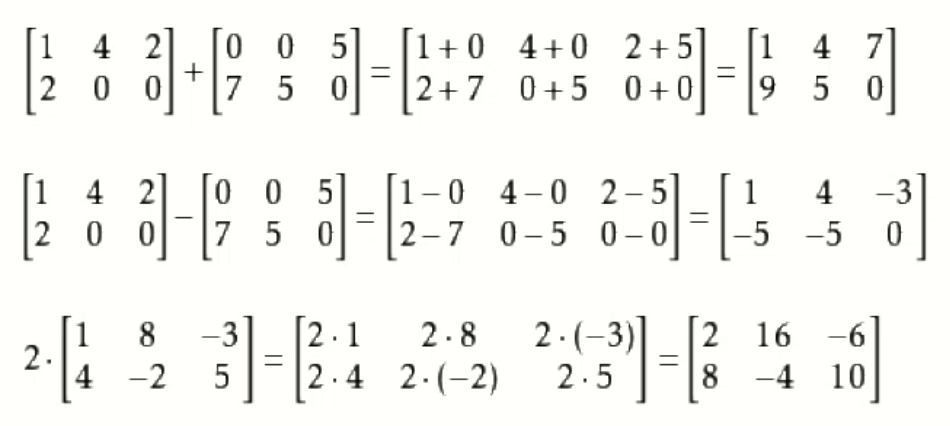 [1 4 2] + [0 0 5] = [1+0 4+0 2+5] = [1 4 7]
[2 0 0] [7 5 0] [2+7 0+5 0+0] [9 5 0]
[1 4 2] − [0 0 5] = [1−0 4−0 2−5] = [1 4 −3]
[2 0 0] [7 5 0] [2−7 0−5 0−0] [−5 −5 0]
2· [1 8 −3] = [2·1 2·8 2·(−3)] = [2 16 −6]
[4 −2 5] [2·4 2·(−2) 2·5] [8 −4 10]